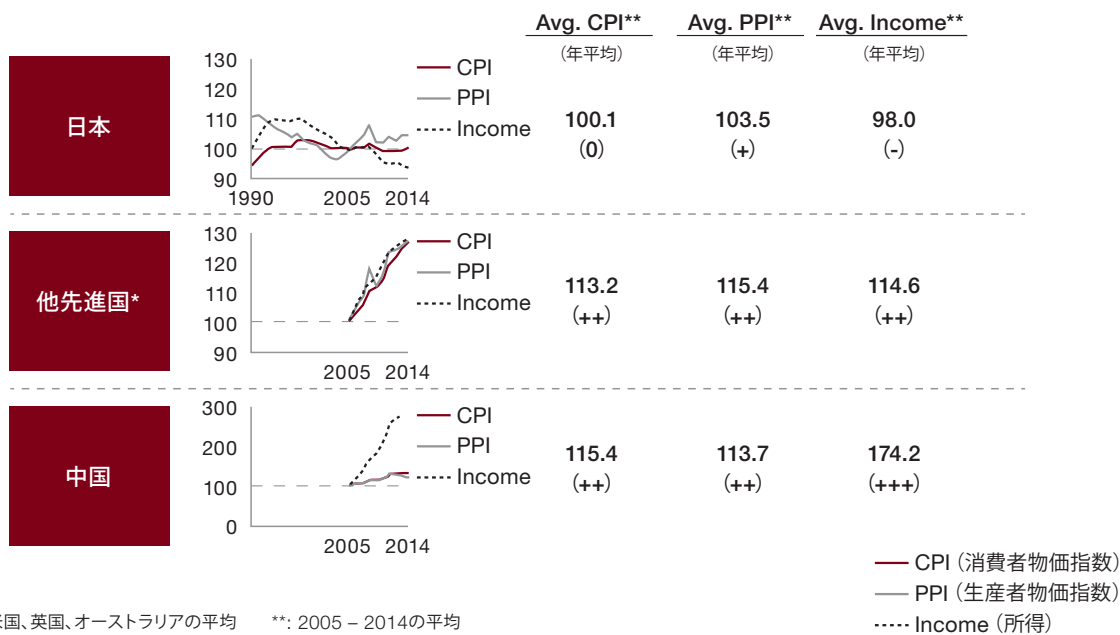 Avg. CPI** Avg. PPI** Avg. Income**
(年平均) (年平均) (年平均)
日本
130
120
110
100
90
1990 2005 2014
CPI
PPI
Income
100.1 103.5 98.0
(0) (+) (-)
他先進国*
130
120
110
100
90
2005 2014
CPI
PPI
Income
113.2 115.4 114.6
(++) (++) (++)
中国
300
200
100
0
2005 2014
CPI
PPI
Income
115.4 113.7 174.2
(++) (++) (+++)
CPI（消費者物価指数）
PPI（生産者物価指数）
Income（所得）
国、英国、オーストラリアの平均 **: 2005 – 2014の平均